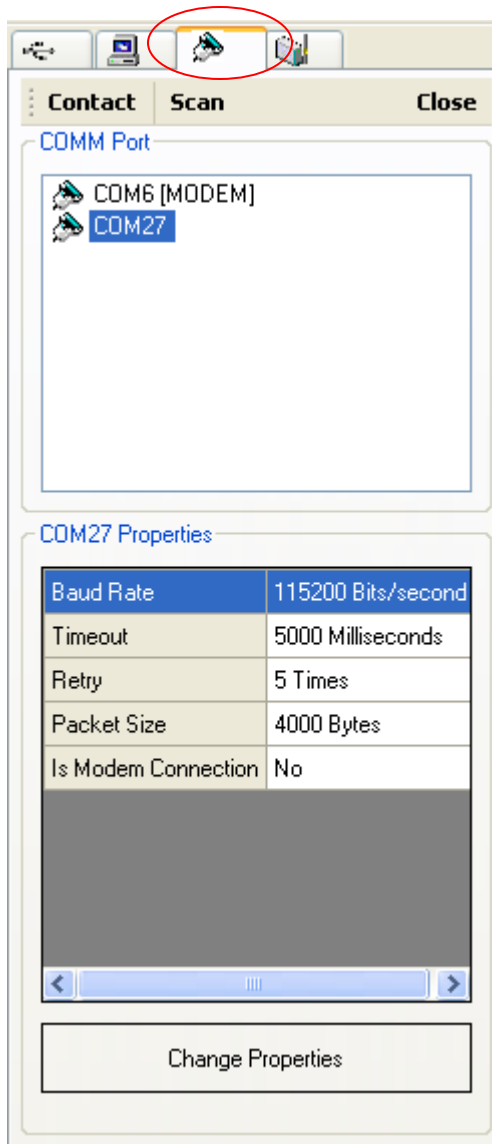 Contact Scan Close
COMM Port
COM6 [MODEM]
COM27
COM27 Properties
Baud Rate 115200 Bits/second
Timeout 5000 Milliseconds
Retry 5 Times
Packet Size 4000 Bytes
Is Modem Connection No
Change Properties